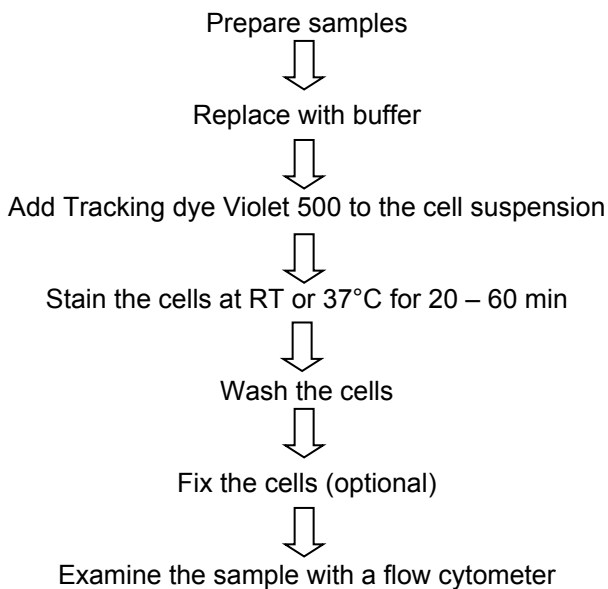 Prepare samples
Replace with buffer
Add Tracking dye Violet 500 to the cell suspension
Stain the cells at RT or 37°C for 20 – 60 min
Wash the cells
Fix the cells (optional)
Examine the sample with a flow cytometer